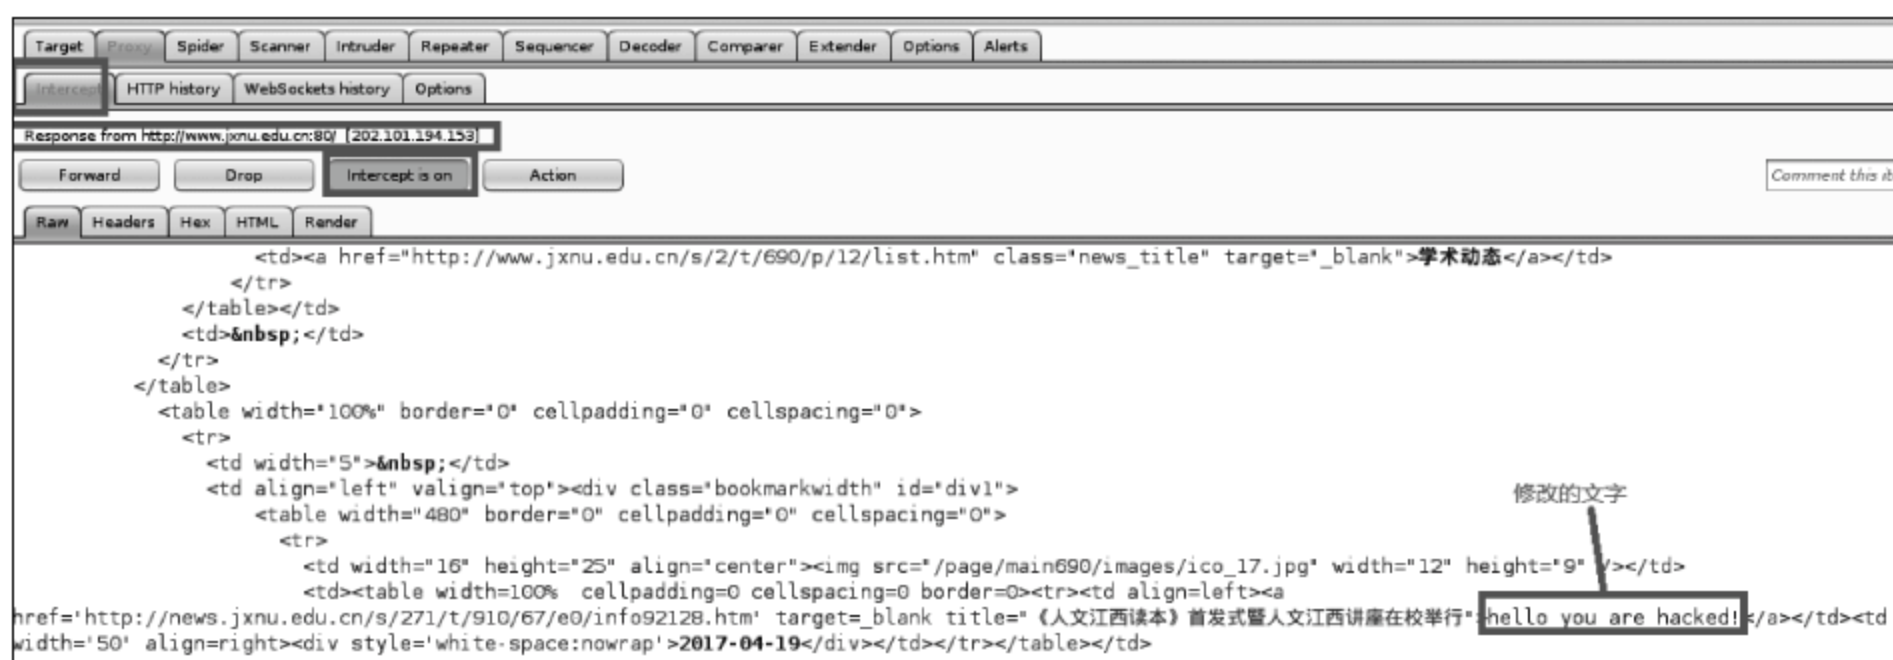 Target Proxy Spider Scanner Intruder Repeater Sequencer Decoder Comparer Extender Options Alerts
Intercept HTTP history WebSockets history Options
Response from http://www.jxnu.edu.cn:80/ [202.101.194.153]
Forward Drop Intercept is on Action Comment this it
Raw Headers Hex HTML Render
<td><a href="http://www.jxnu.edu.cn/s/2/t/690/p/12/list.htm" class="news_title" target="_blank">学术动态</a></td>
</tr>
</table></td>
<td>&nbsp;</td>
</tr>
</table>
<table width="100%" border="0" cellpadding="0" cellspacing="0">
<tr>
<td width="5">&nbsp;</td>
<td align="left" valign="top"><div class="bookmarkwidth" id="div1">
修改的文字
<table width="480" border="0" cellpadding="0" cellspacing="0">
<tr>
<td width="16" height="25" align="center"><img src="/page/main690/images/ico_17.jpg" width="12" height="9" /></td>
<td><table width=100%  cellpadding=0 cellspacing=0 border=0><tr><td align=left><a
href='http://news.jxnu.edu.cn/s/271/t/910/67/e0/info92128.htm' target=_blank title="《人文江西读本》首发式暨人文江西讲座在校举行">hello you are hacked!</a></td><td
width='50' align=right><div style='white-space:nowrap'>2017-04-19</div></td></tr></table></td>